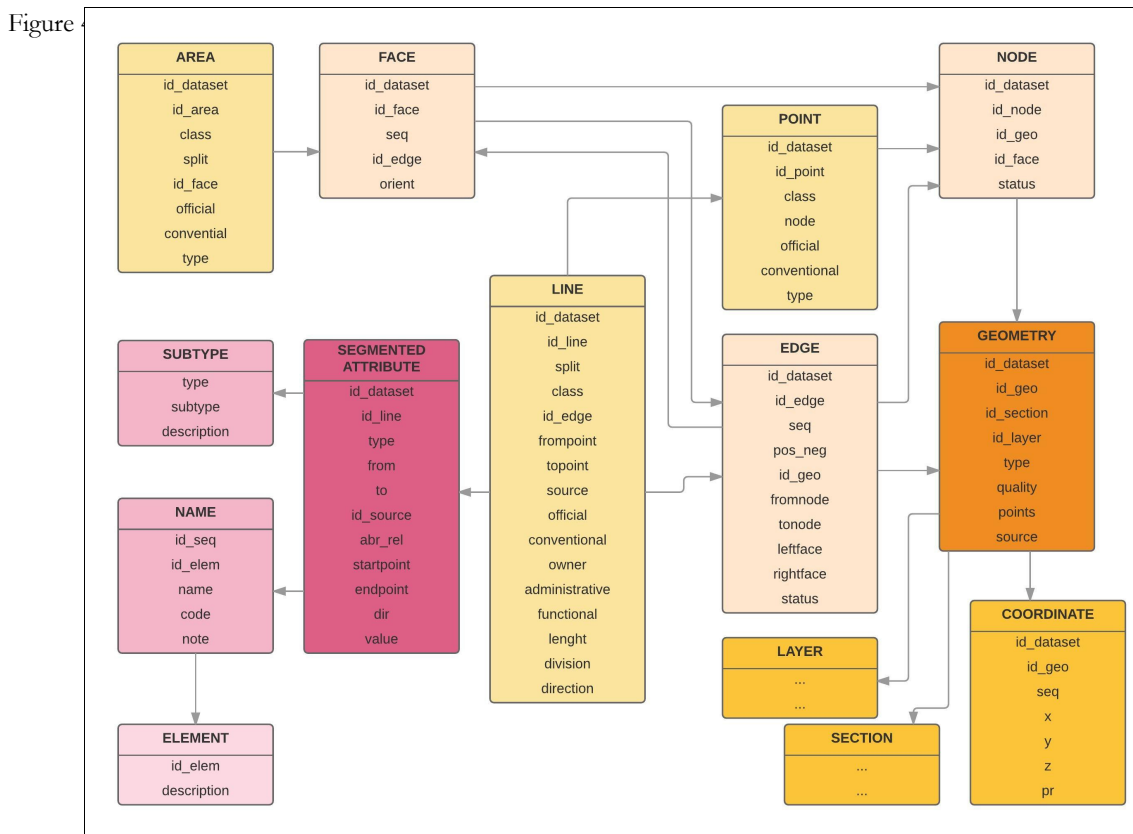 Figure
AREA
id_dataset
id_area
class
split
id_face
official
convential
type
FACE
id_dataset
id_face
seq
id_edge
orient
NODE
id_dataset
id_node
id_geo
id_face
status
POINT
id_dataset
id_point
class
node
official
conventional
type
LINE
id_dataset
id_line
split
class
id_edge
frompoint
topoint
source
official
conventional
owner
administrative
functional
lenght
division
direction
SUBTYPE
type
subtype
description
SEGMENTED
ATTRIBUTE
id_dataset
id_line
type
from
to
id_source
abr_rel
startpoint
endpoint
dir
value
EDGE
id_dataset
id_edge
seq
pos_neg
id_geo
fromnode
tonode
leftface
rightface
status
GEOMETRY
id_dataset
id_geo
id_section
id_layer
type
quality
points
source
NAME
id_seq
id_elem
name
code
note
ELEMENT
id_elem
description
LAYER
...
...
SECTION
...
...
COORDINATE
id_dataset
id_geo
seq
x
y
z
pr